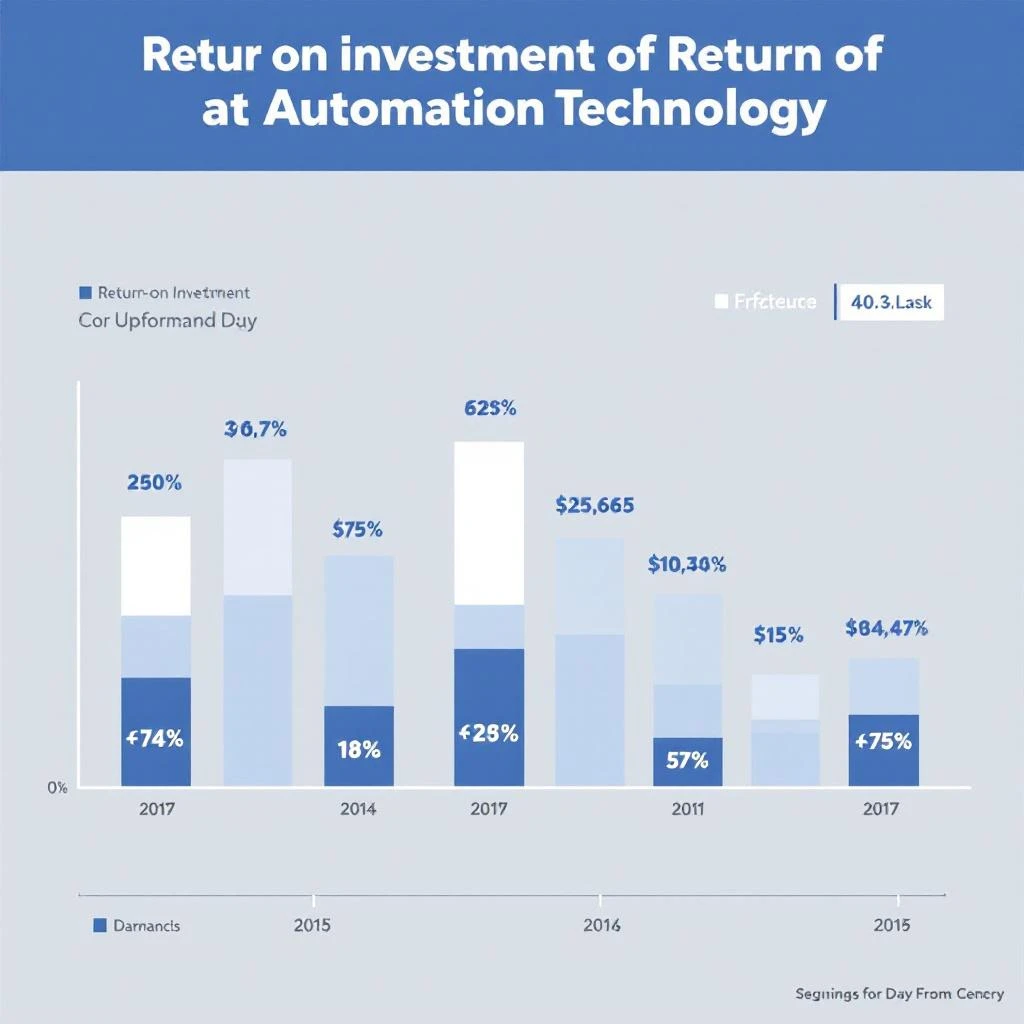 Retur on investment of Return of
at Automation Technology
Return-on Invetrment
Cor Upformand Duy
Frfcteuce
40.3.Lask
250%
36,7%
$75%
625%
$25,665
$10,30%
$15%
$84,47%
+74%
18%
+28%
57%
+75%
0%
2017
2014
2017
2011
2017
Darnancls
2015
2016
2015
Segnings for Day From Cencry